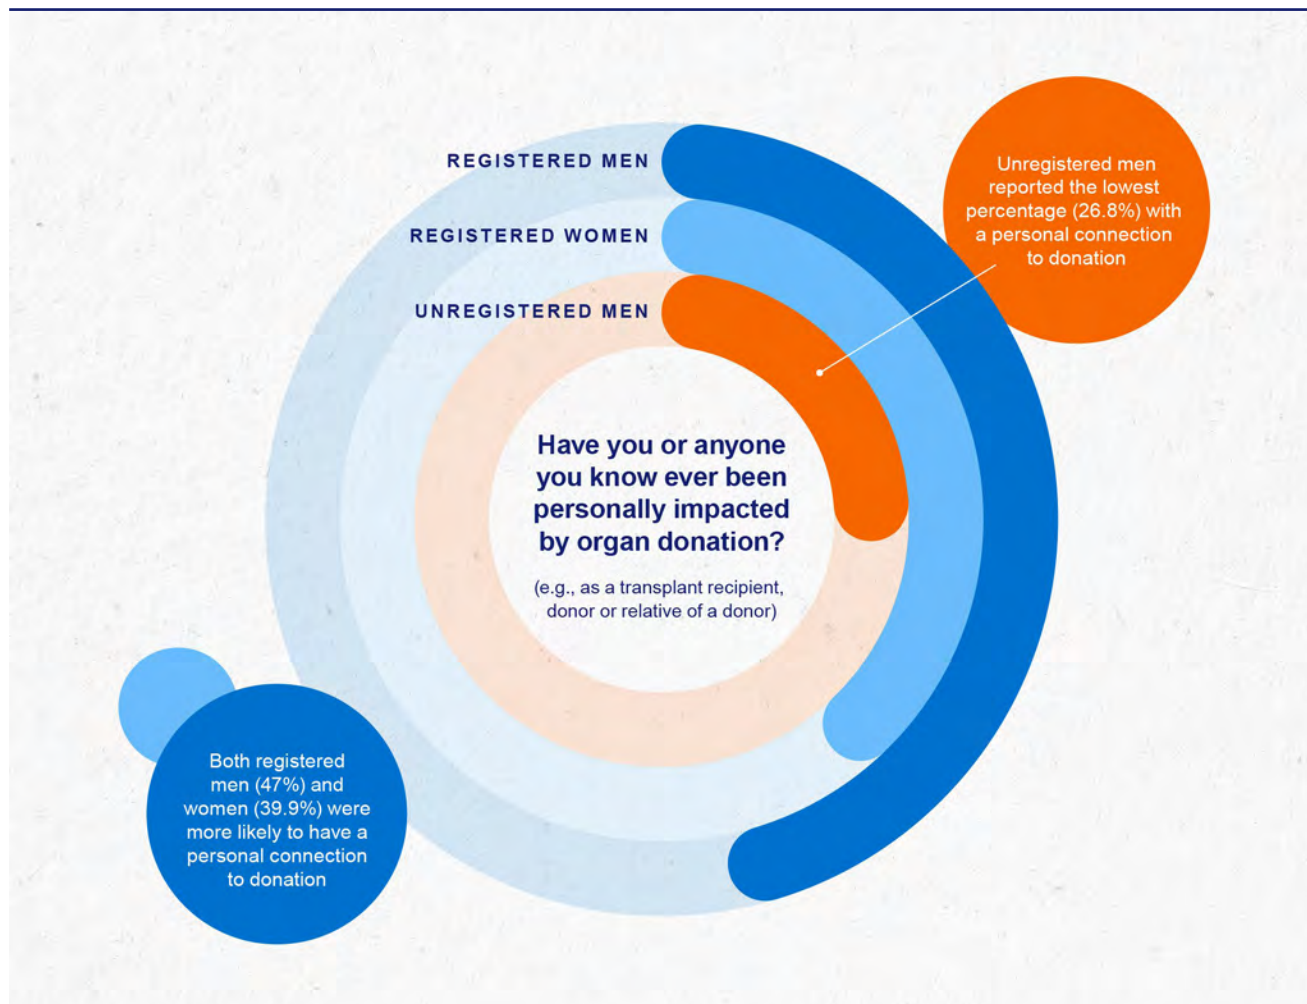 REGISTERED MEN
REGISTERED WOMEN
UNREGISTERED MEN
Unregistered men
reported the lowest
percentage (26.8%) with
a personal connection
to donation
Have you or anyone
you know ever been
personally impacted
by organ donation?
(e.g., as a transplant recipient,
donor or relative of a donor)
Both registered
men (47%) and
women (39.9%) were
more likely to have a
personal connection
to donation